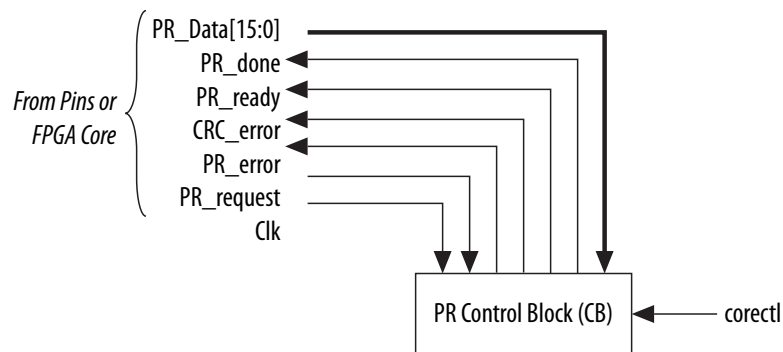 PR_Data[15:0]
PR_done
PR_ready
CRC_error
PR_error
PR_request
Clk
From Pins or
FPGA Core
PR Control Block (CB)
corectl